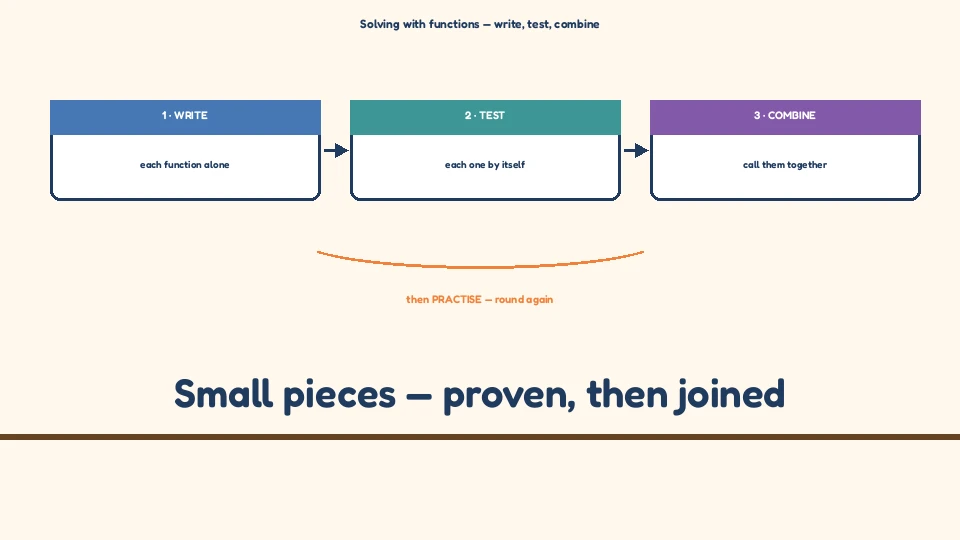 Solving with functions — write, test, combine
1 · WRITE
each function alone
2 · TEST
each one by itself
3 · COMBINE
call them together
then PRACTISE — round again
Small pieces — proven, then joined